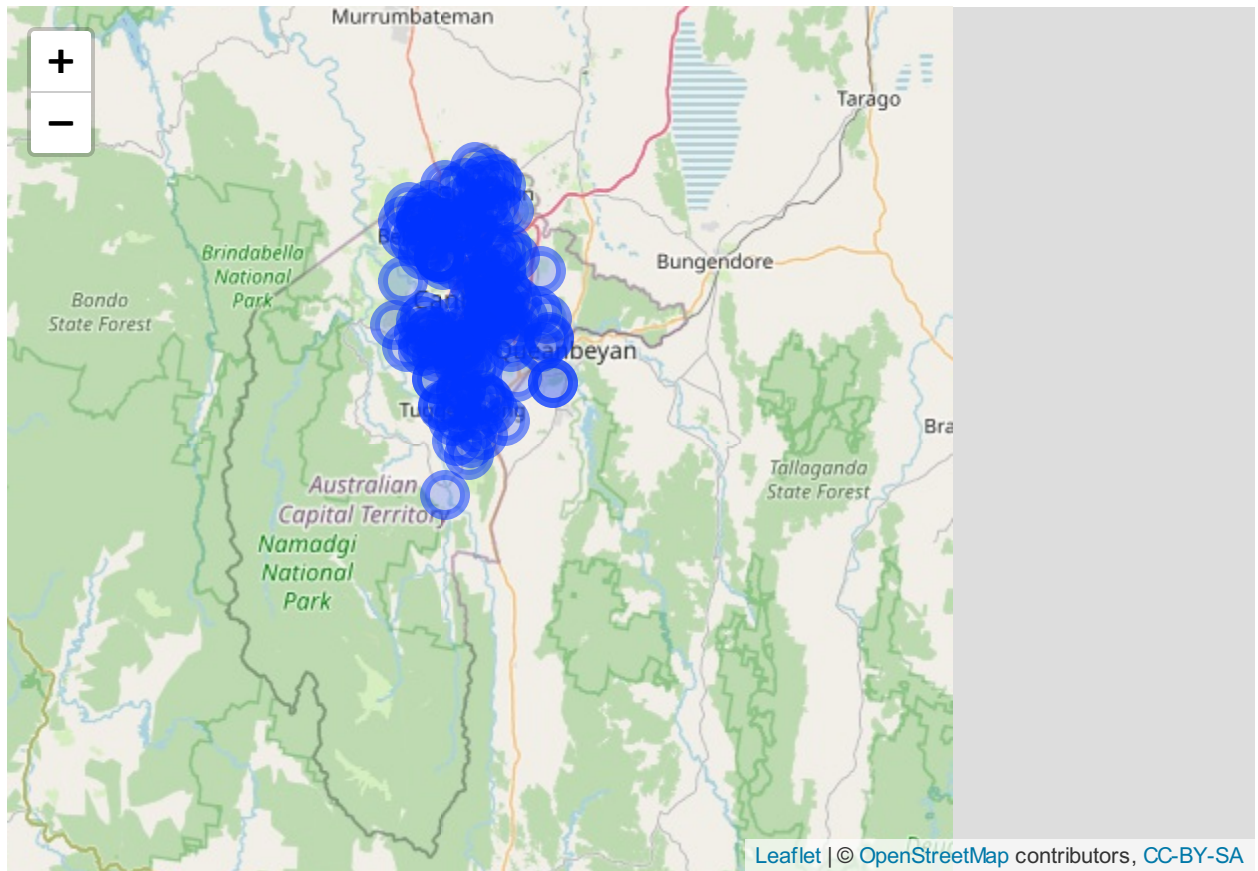 Murrumbateman
+
−
Tarago
Brindabella
National
Park
Bungendore
Bondo
State Forest
Queanbeyan
Bra
Tallaganda
State Forest
Australian
Capital Territory
Namadgi
National
Park
Leaflet | © OpenStreetMap contributors, CC-BY-SA